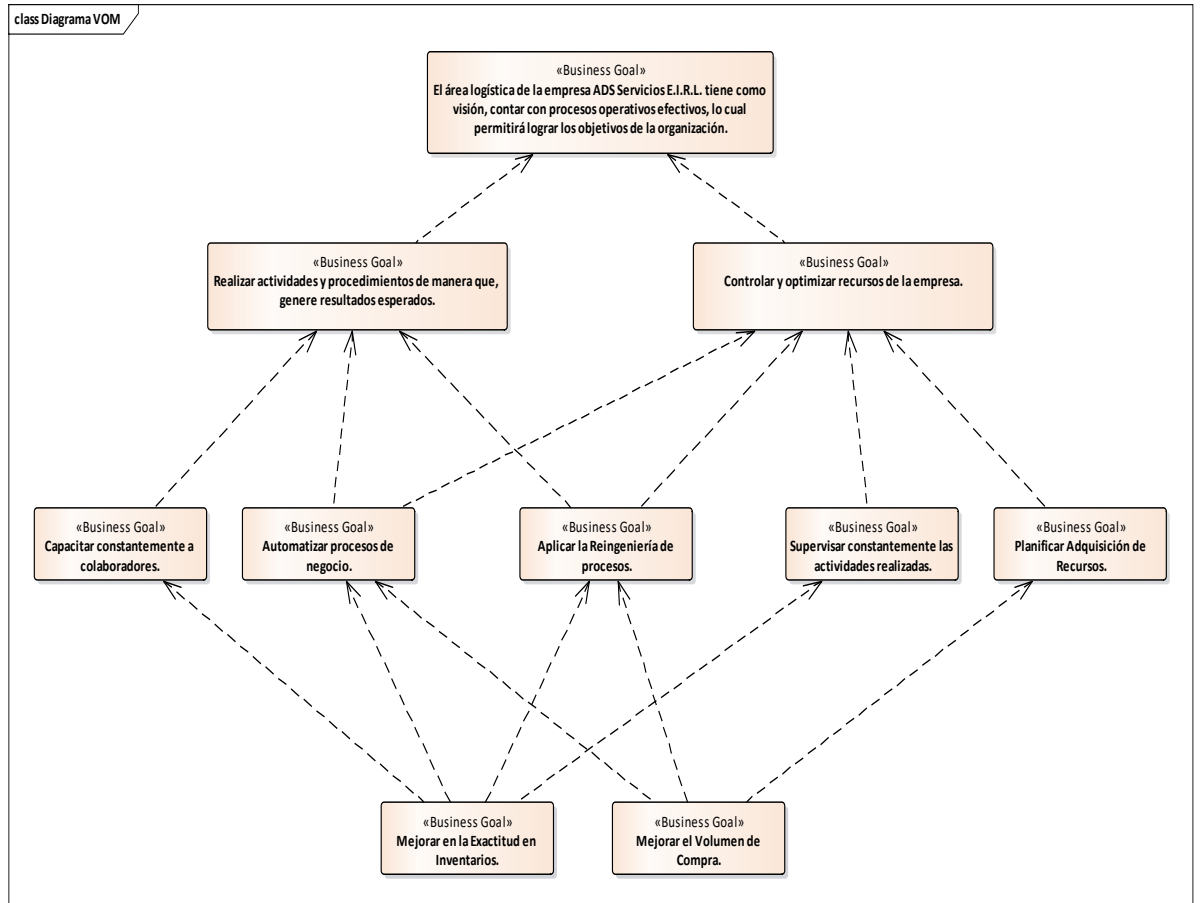 class Diagrama VOM
«Business Goal»
El área logística de la empresa ADS Servicios E.I.R.L. tiene como
visión, contar con procesos operativos efectivos, lo cual
permitirá lograr los objetivos de la organización.
«Business Goal»
Realizar actividades y procedimientos de manera que,
genere resultados esperados.
«Business Goal»
Controlar y optimizar recursos de la empresa.
«Business Goal»
Capacitar constantemente a
colaboradores.
«Business Goal»
Automatizar procesos de
negocio.
«Business Goal»
Aplicar la Reingeniería de
procesos.
«Business Goal»
Supervisar constantemente las
actividades realizadas.
«Business Goal»
Planificar Adquisición de
Recursos.
«Business Goal»
Mejorar en la Exactitud en
Inventarios.
«Business Goal»
Mejorar el Volumen de
Compra.